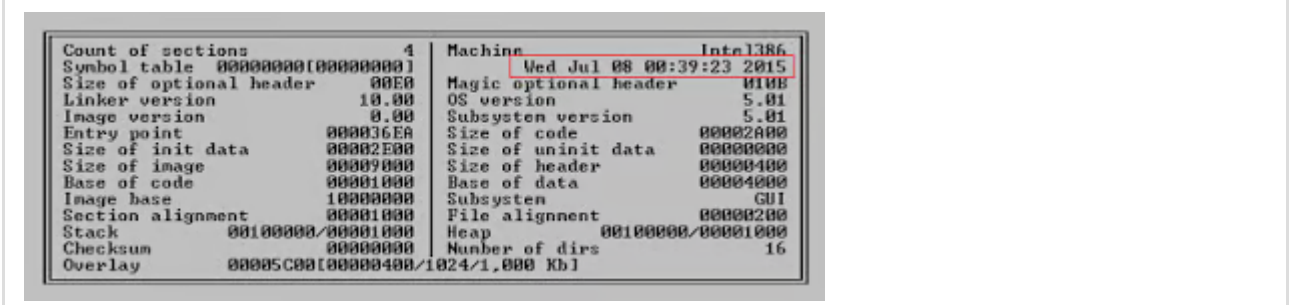 Count of sections 4 | Machine Intel386
Symbol table 00000000[00000000] Wed Jul 08 00:39:23 2015
Size of optional header 00E0 | Magic optional header 010B
Linker version 10.00 | OS version 5.01
Image version 0.00 | Subsystem version 5.01
Entry point 000036EA | Size of code 00002A00
Size of init data 00002E00 | Size of uninit data 00000000
Size of image 00009000 | Size of header 00000400
Base of code 00001000 | Base of data 00004000
Image base 10000000 | Subsystem GUI
Section alignment 00001000 | File alignment 00000200
Stack 00100000/00001000 | Heap 00100000/00001000
Checksum 00000000 | Number of dirs 16
Overlay 00005C00[00000400/1024/1,000 Kb]